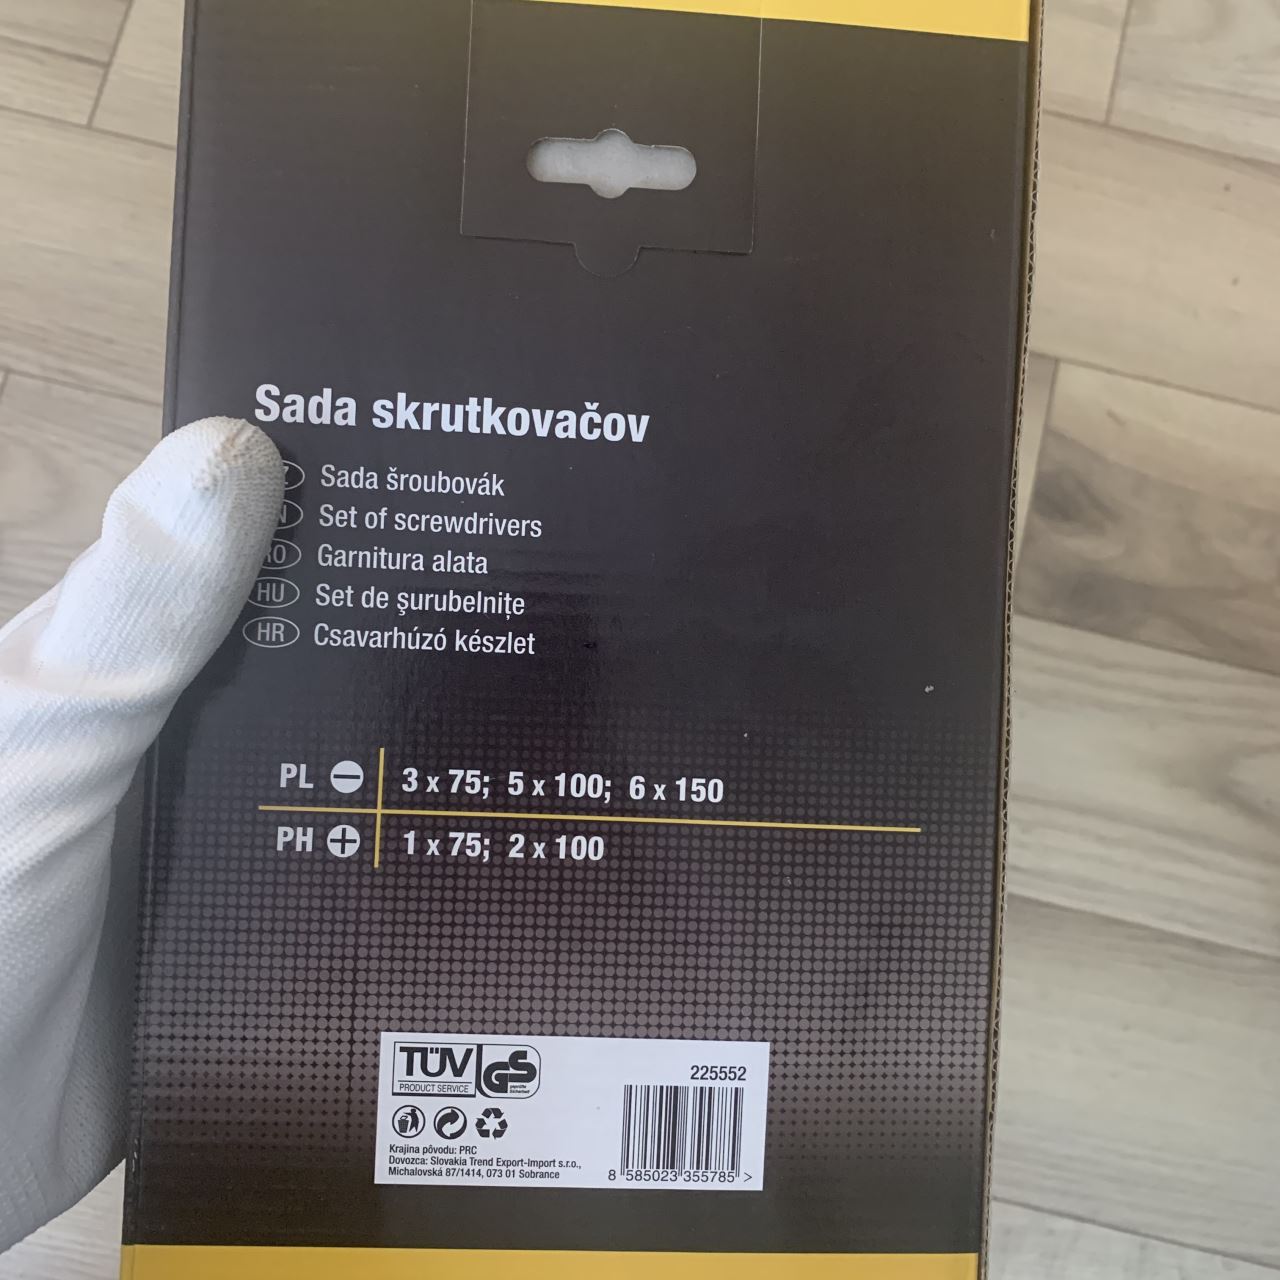 Sada skrutkovačov
Sada šroubovák
Set of screwdrivers
Garnitura alata
HU Set de şurubelniţe
HR Csavarhúzó készlet
PL 3 x 75; 5 x 100; 6 x 150
PH 1 x 75; 2 x 100
TÜV GS
PRODUCT SERVICE geprüfte Sicherheit
225552
Krajina pôvodu: PRC
Dovozca: Slovakia Trend Export-Import s.r.o.,
Michalovská 87/1414, 073 01 Sobrance
8 585023 355785 >